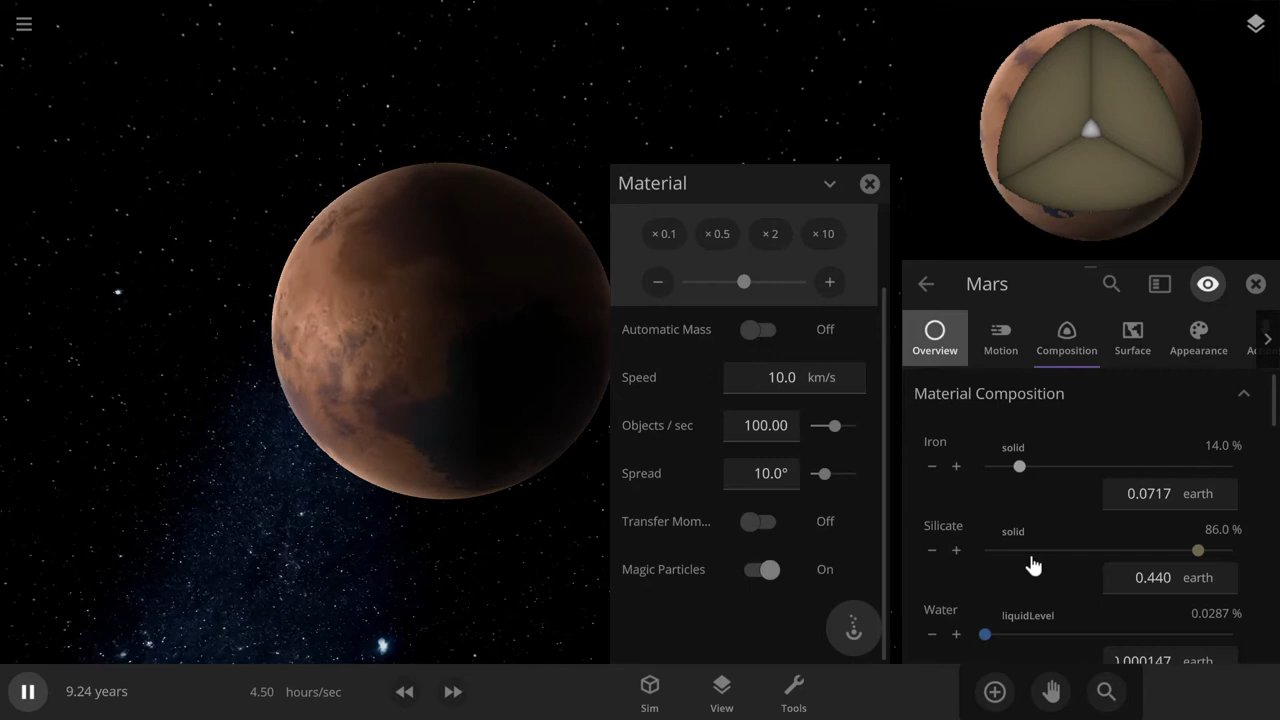 Material
× 0.1 × 0.5 × 2 × 10
− +
Automatic Mass Off
Speed 10.0 km/s
Objects / sec 100.00
Spread 10.0°
Transfer Mom... Off
Magic Particles On
Mars
Overview Motion Composition Surface Appearance
Material Composition
Iron solid 14.0 %
− +
0.0717 earth
Silicate solid 86.0 %
− +
0.440 earth
Water liquidLevel 0.0287 %
− +
earth
9.24 years 4.50 hours/sec
Sim View Tools